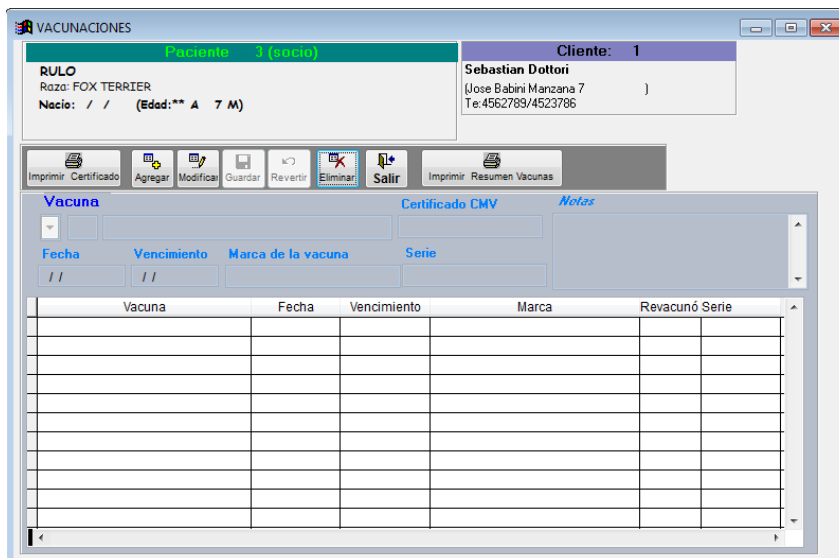 VACUNACIONES
Paciente 3 (socio)
Cliente: 1
RULO
Raza: FOX TERRIER
Nacio: / / (Edad:** A 7 M)
Sebastian Dottori
(Jose Babini Manzana 7 )
Te:4562789/4523786
Imprimir Certificado
Agregar
Modificar
Guardar
Revertir
Eliminar
Salir
Imprimir Resumen Vacunas
Vacuna
Certificado CMV
Notas
Fecha
Vencimiento
Marca de la vacuna
Serie
/ /
/ /
Vacuna Fecha Vencimiento Marca Revacunó Serie